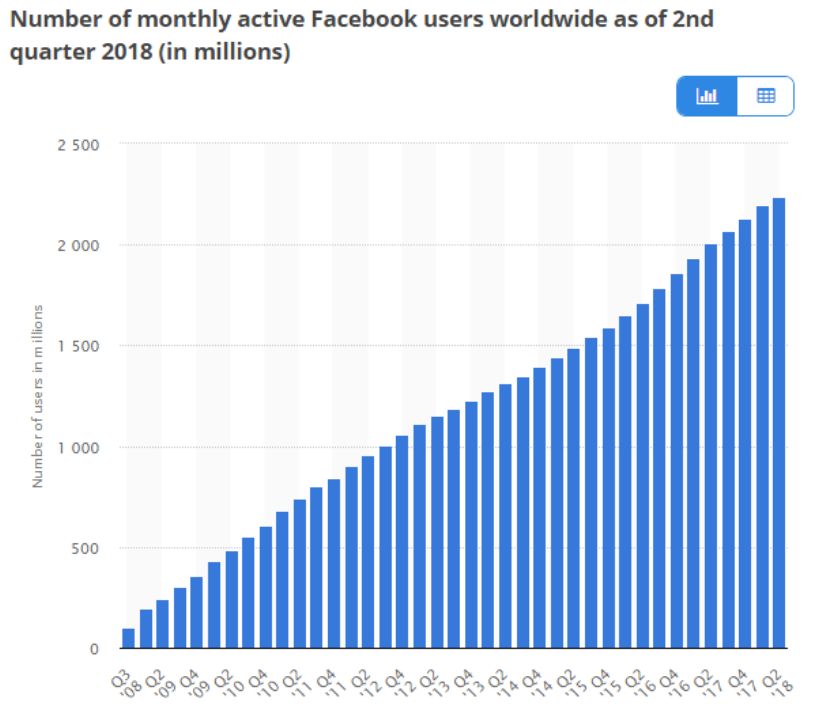 Number of monthly active Facebook users worldwide as of 2nd
quarter 2018 (in millions)
2 500
2 000
1 500
1 000
500
0
Number of users in millions
Q3 '08
Q2 '09
Q4 '09
Q2 '10
Q4 '10
Q2 '11
Q4 '11
Q2 '12
Q4 '12
Q2 '13
Q4 '13
Q2 '14
Q4 '14
Q2 '15
Q4 '15
Q2 '16
Q4 '16
Q2 '17
Q4 '17
Q2 '18